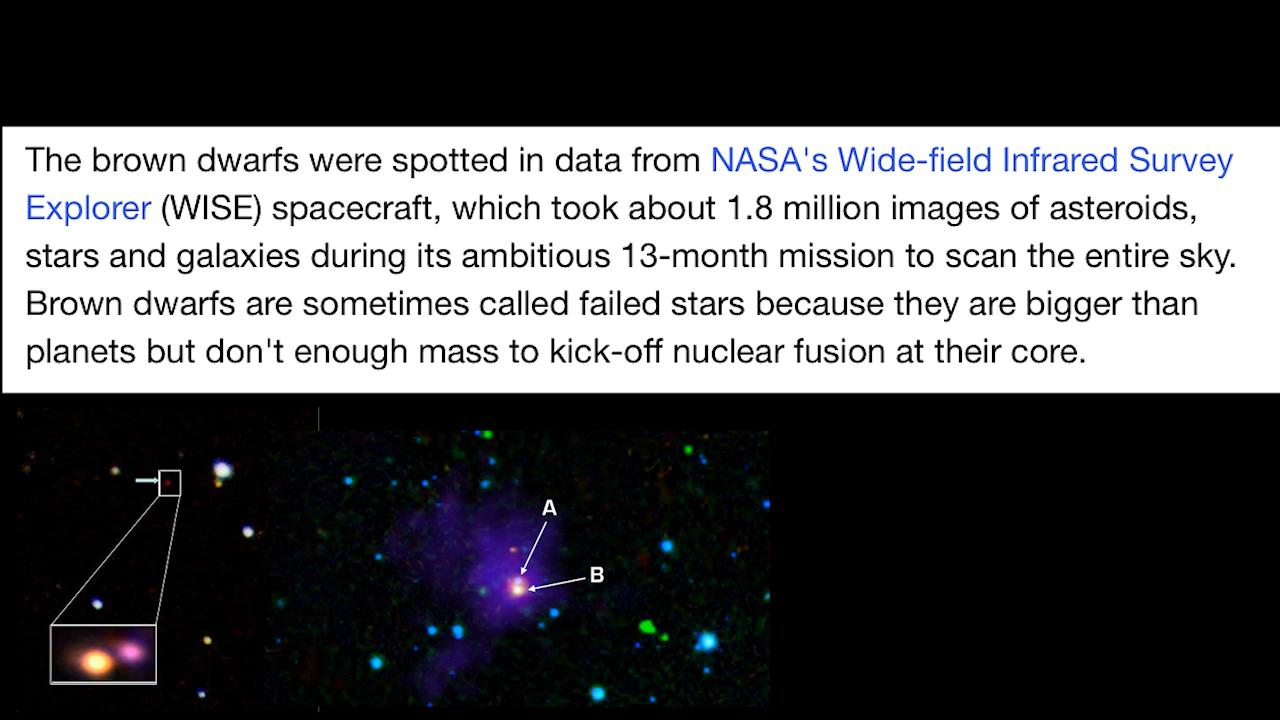 The brown dwarfs were spotted in data from NASA's Wide-field Infrared Survey
Explorer (WISE) spacecraft, which took about 1.8 million images of asteroids,
stars and galaxies during its ambitious 13-month mission to scan the entire sky.
Brown dwarfs are sometimes called failed stars because they are bigger than
planets but don't enough mass to kick-off nuclear fusion at their core.
A
B